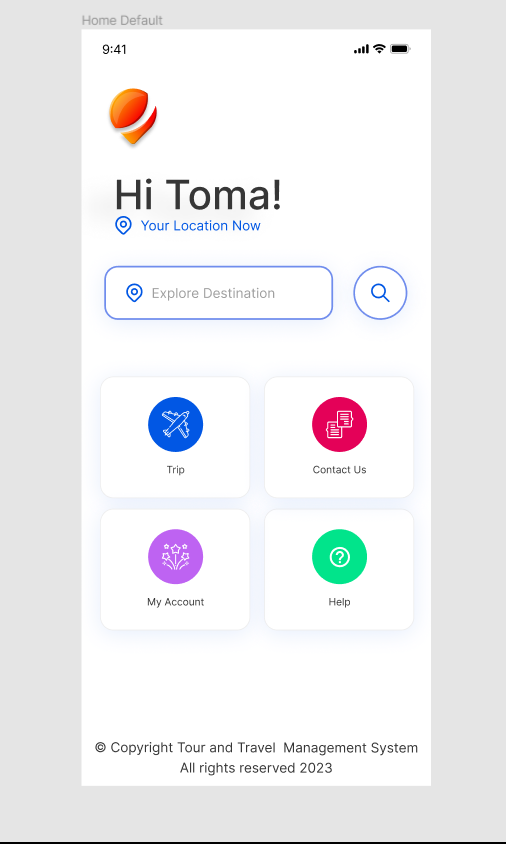 Home Default
9:41
Hi Toma!
Your Location Now
Explore Destination
Trip
Contact Us
My Account
Help
© Copyright Tour and Travel  Management System
All rights reserved 2023